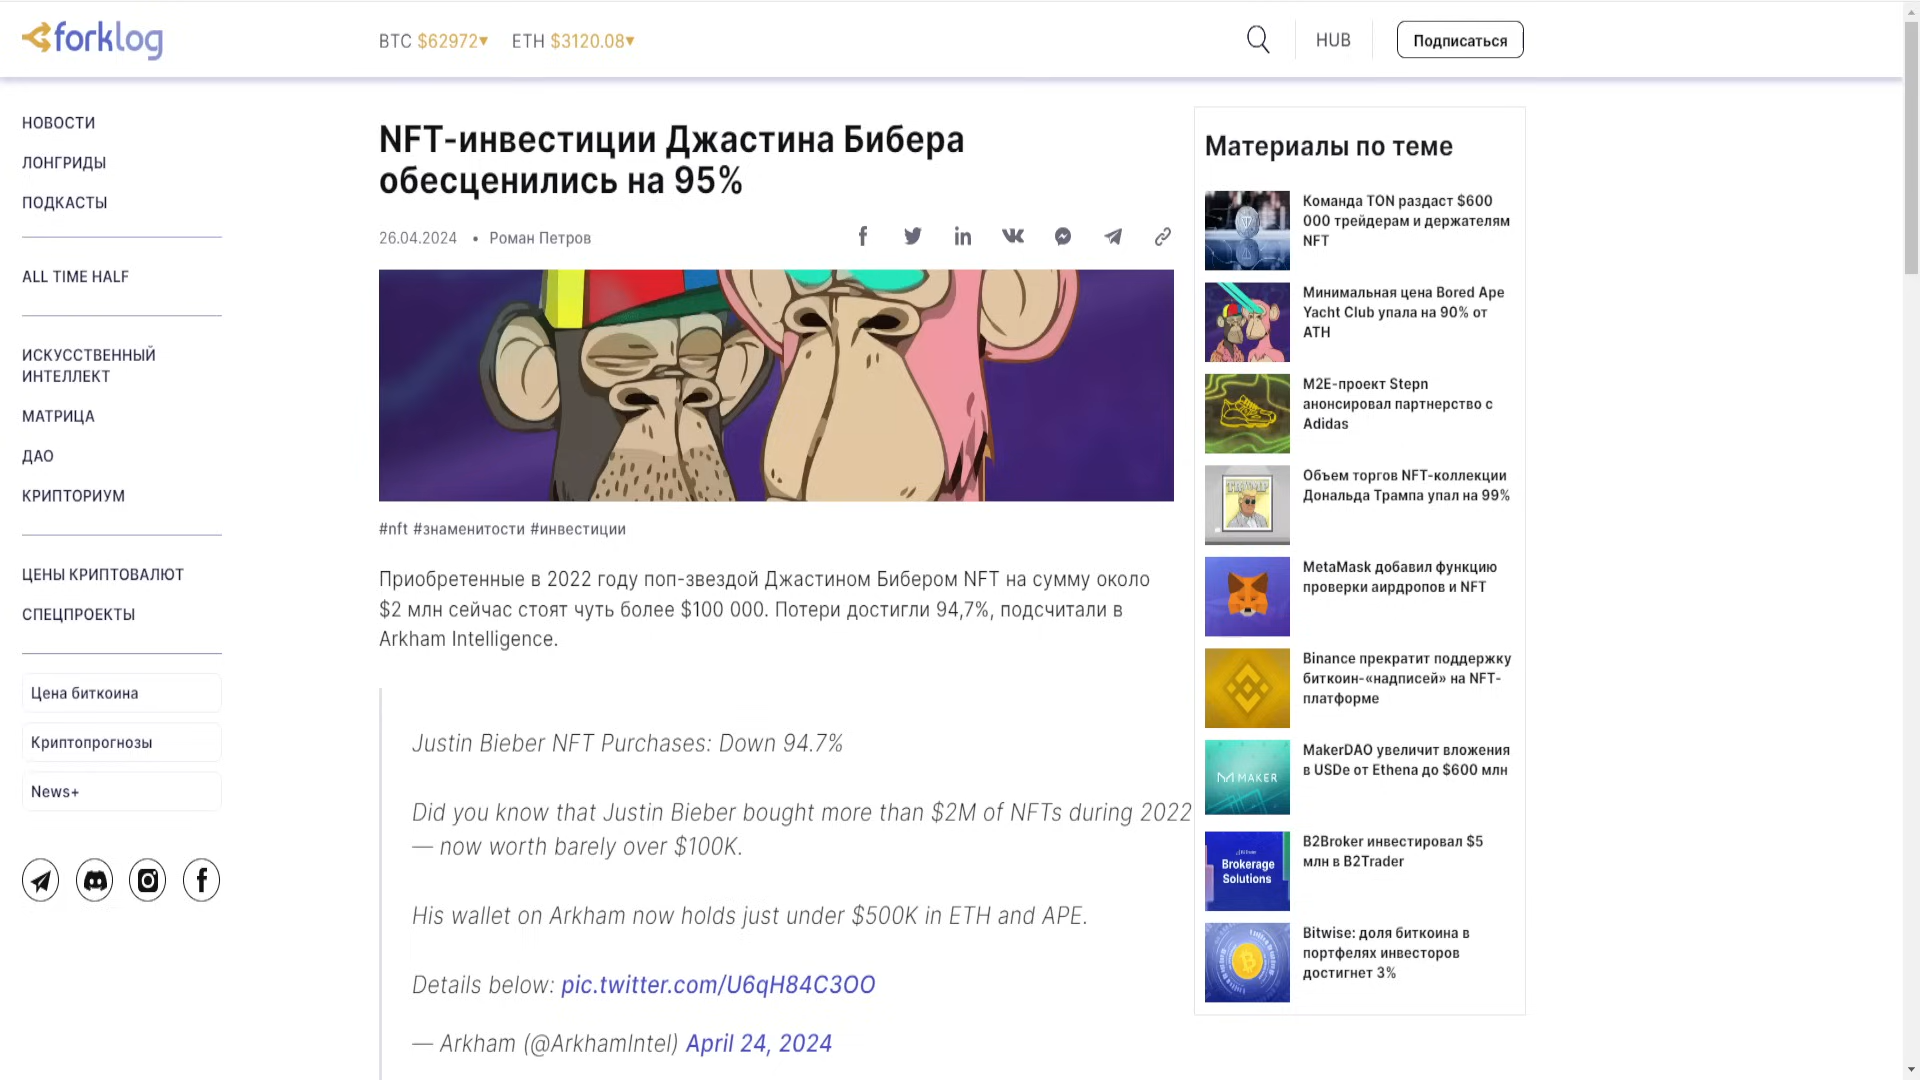 forklog
BTC $62972▾ ETH $3120.08▾
HUB
Подписаться
НОВОСТИ
ЛОНГРИДЫ
ПОДКАСТЫ
ALL TIME HALF
ИСКУССТВЕННЫЙ
ИНТЕЛЛЕКТ
МАТРИЦА
ДАО
КРИПТОРИУМ
ЦЕНЫ КРИПТОВАЛЮТ
СПЕЦПРОЕКТЫ
Цена биткоина
Криптопрогнозы
News+
NFT-инвестиции Джастина Бибера
обесценились на 95%
26.04.2024 • Роман Петров
#nft #знаменитости #инвестиции
Приобретенные в 2022 году поп-звездой Джастином Бибером NFT на сумму около
$2 млн сейчас стоят чуть более $100 000. Потери достигли 94,7%, подсчитали в
Arkham Intelligence.
Justin Bieber NFT Purchases: Down 94.7%
Did you know that Justin Bieber bought more than $2M of NFTs during 2022
— now worth barely over $100K.
His wallet on Arkham now holds just under $500K in ETH and APE.
Details below: pic.twitter.com/U6qH84C3OO
— Arkham (@ArkhamIntel) April 24, 2024
Материалы по теме
Команда TON раздаст $600
000 трейдерам и держателям
NFT
Минимальная цена Bored Ape
Yacht Club упала на 90% от
ATH
M2E-проект Stepn
анонсировал партнерство с
Adidas
Объем торгов NFT-коллекции
Дональда Трампа упал на 99%
MetaMask добавил функцию
проверки аирдропов и NFT
Binance прекратит поддержку
биткоин-«надписей» на NFT-
платформе
MAKER
MakerDAO увеличит вложения
в USDe от Ethena до $600 млн
Brokerage
Solutions
B2Broker инвестировал $5
млн в B2Trader
Bitwise: доля биткоина в
портфелях инвесторов
достигнет 3%